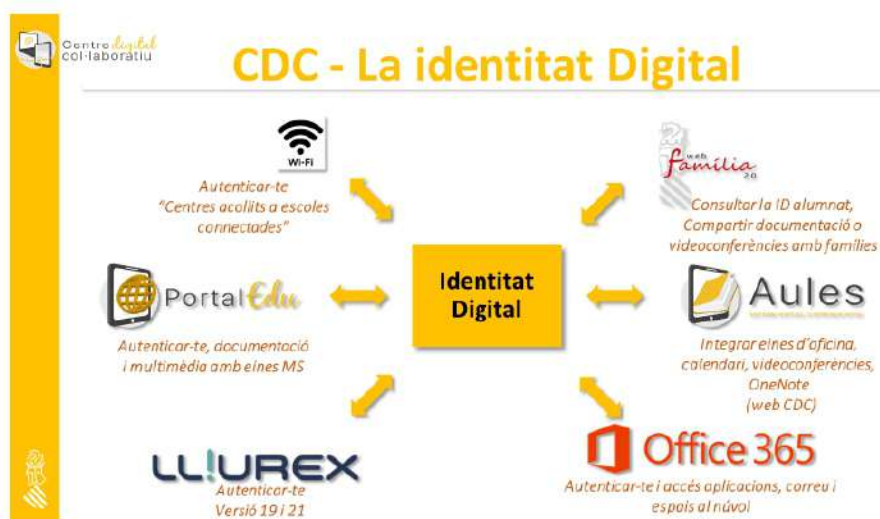 Centre digital
col·laboratiu
CDC - La identitat Digital
Wi-Fi
Autenticar-te
"Centres acollits a escoles
connectades"
web
família
2.0
Consultar la ID alumnat,
Compartir documentació o
videoconferències amb famílies
PortalEdu
Autenticar-te, documentació
i multimèdia amb eines MS
Identitat
Digital
Aules
Integrar eines d'oficina,
calendari, videoconferències,
OneNote
(web CDC)
LL!UREX
Autenticar-te
Versió 19 i 21
Office 365
Autenticar-te i accés aplicacions, correu i
espais al núvol